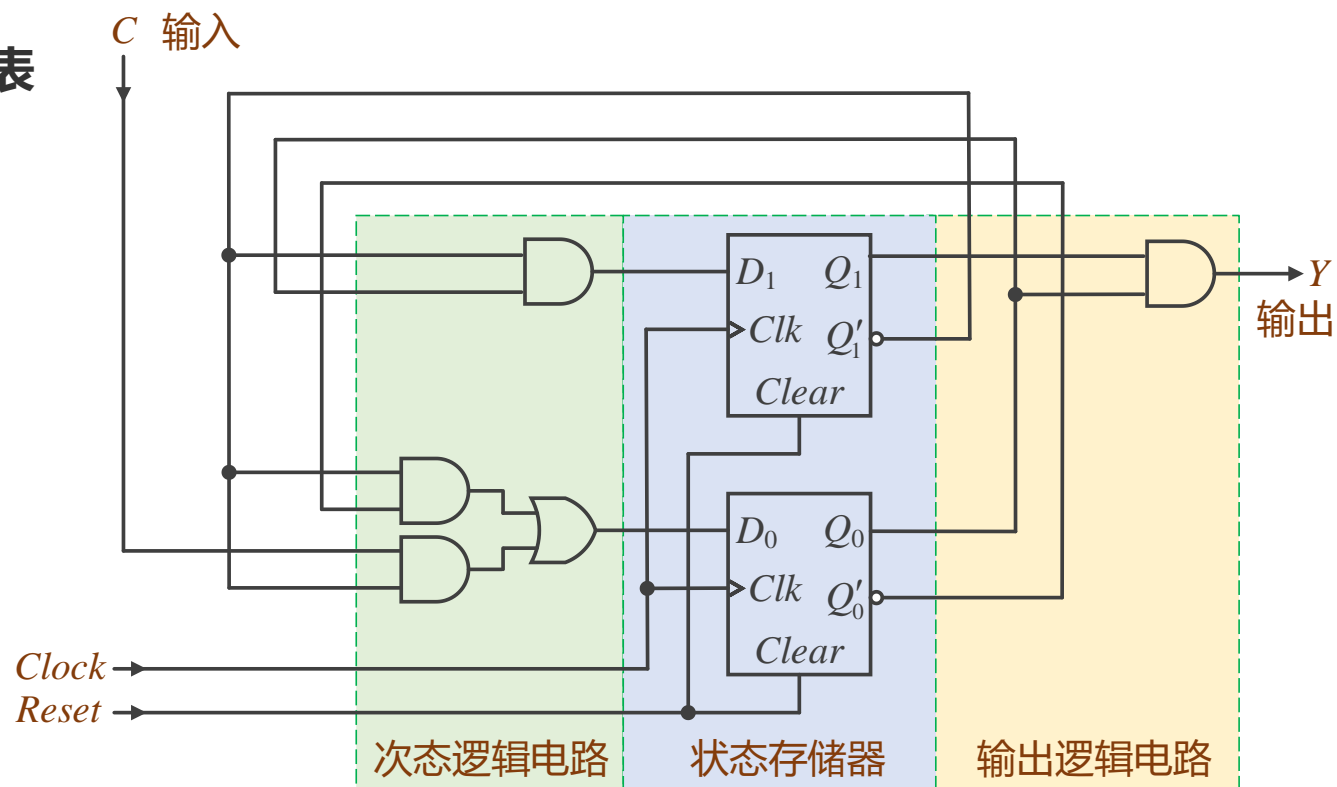 C 输入
表
D₁ Q₁
Clk Q₁′
Clear
Y
输出
D₀ Q₀
Clk Q₀′
Clear
Clock
Reset
次态逻辑电路 状态存储器 输出逻辑电路